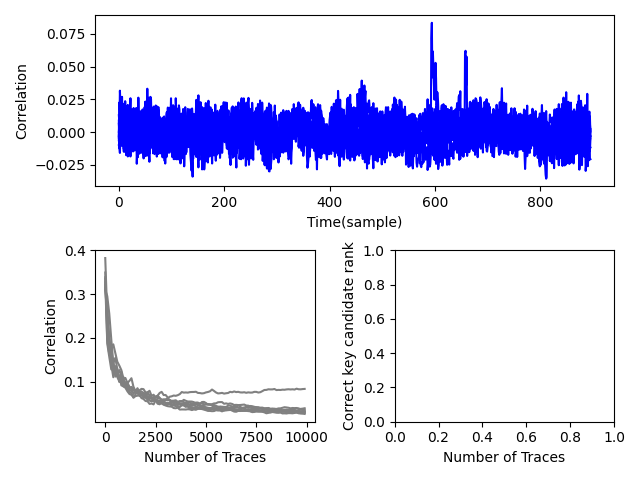 0.075
0.050
0.025
0.000
−0.025
Correlation
0 200 400 600 800
Time(sample)
0.4
0.3
0.2
0.1
Correlation
0 2500 5000 7500 10000
Number of Traces
1.0
0.8
0.6
0.4
0.2
0.0
Correct key candidate rank
0.0 0.2 0.4 0.6 0.8 1.0
Number of Traces